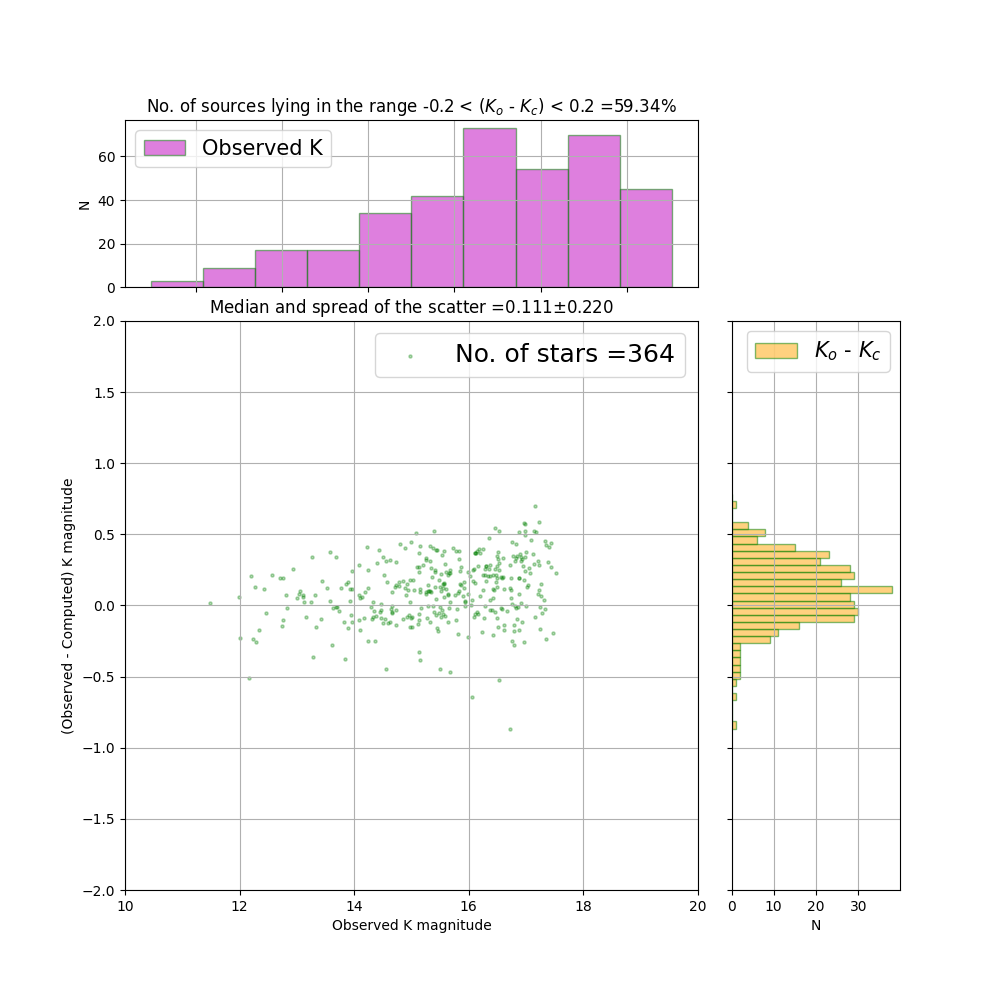 No. of sources lying in the range -0.2 < (Kₒ - K_c) < 0.2 =59.34%
Observed K
60
40
20
0
N
Median and spread of the scatter =0.111±0.220
No. of stars =364
2.0
1.5
1.0
0.5
0.0
−0.5
−1.0
−1.5
−2.0
(Observed - Computed) K magnitude
10 12 14 16 18 20
Observed K magnitude
Kₒ - K_c
0 10 20 30
N